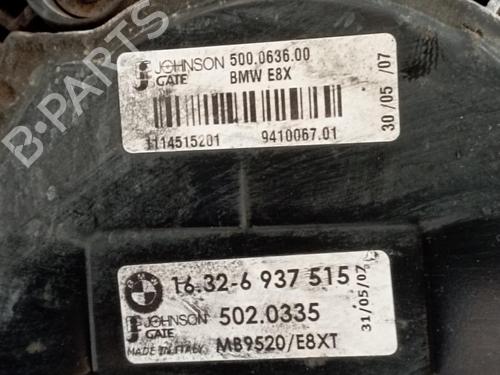 JOHNSON 500.0636.00
GATE BMW E8X
1114515201 9410067.01
30/05/07
B-PARTS
BMW 16.32-6 937 515
JOHNSON 502.0335
GATE
MADE IN ITALY MB9520/E8XT
31/05/07